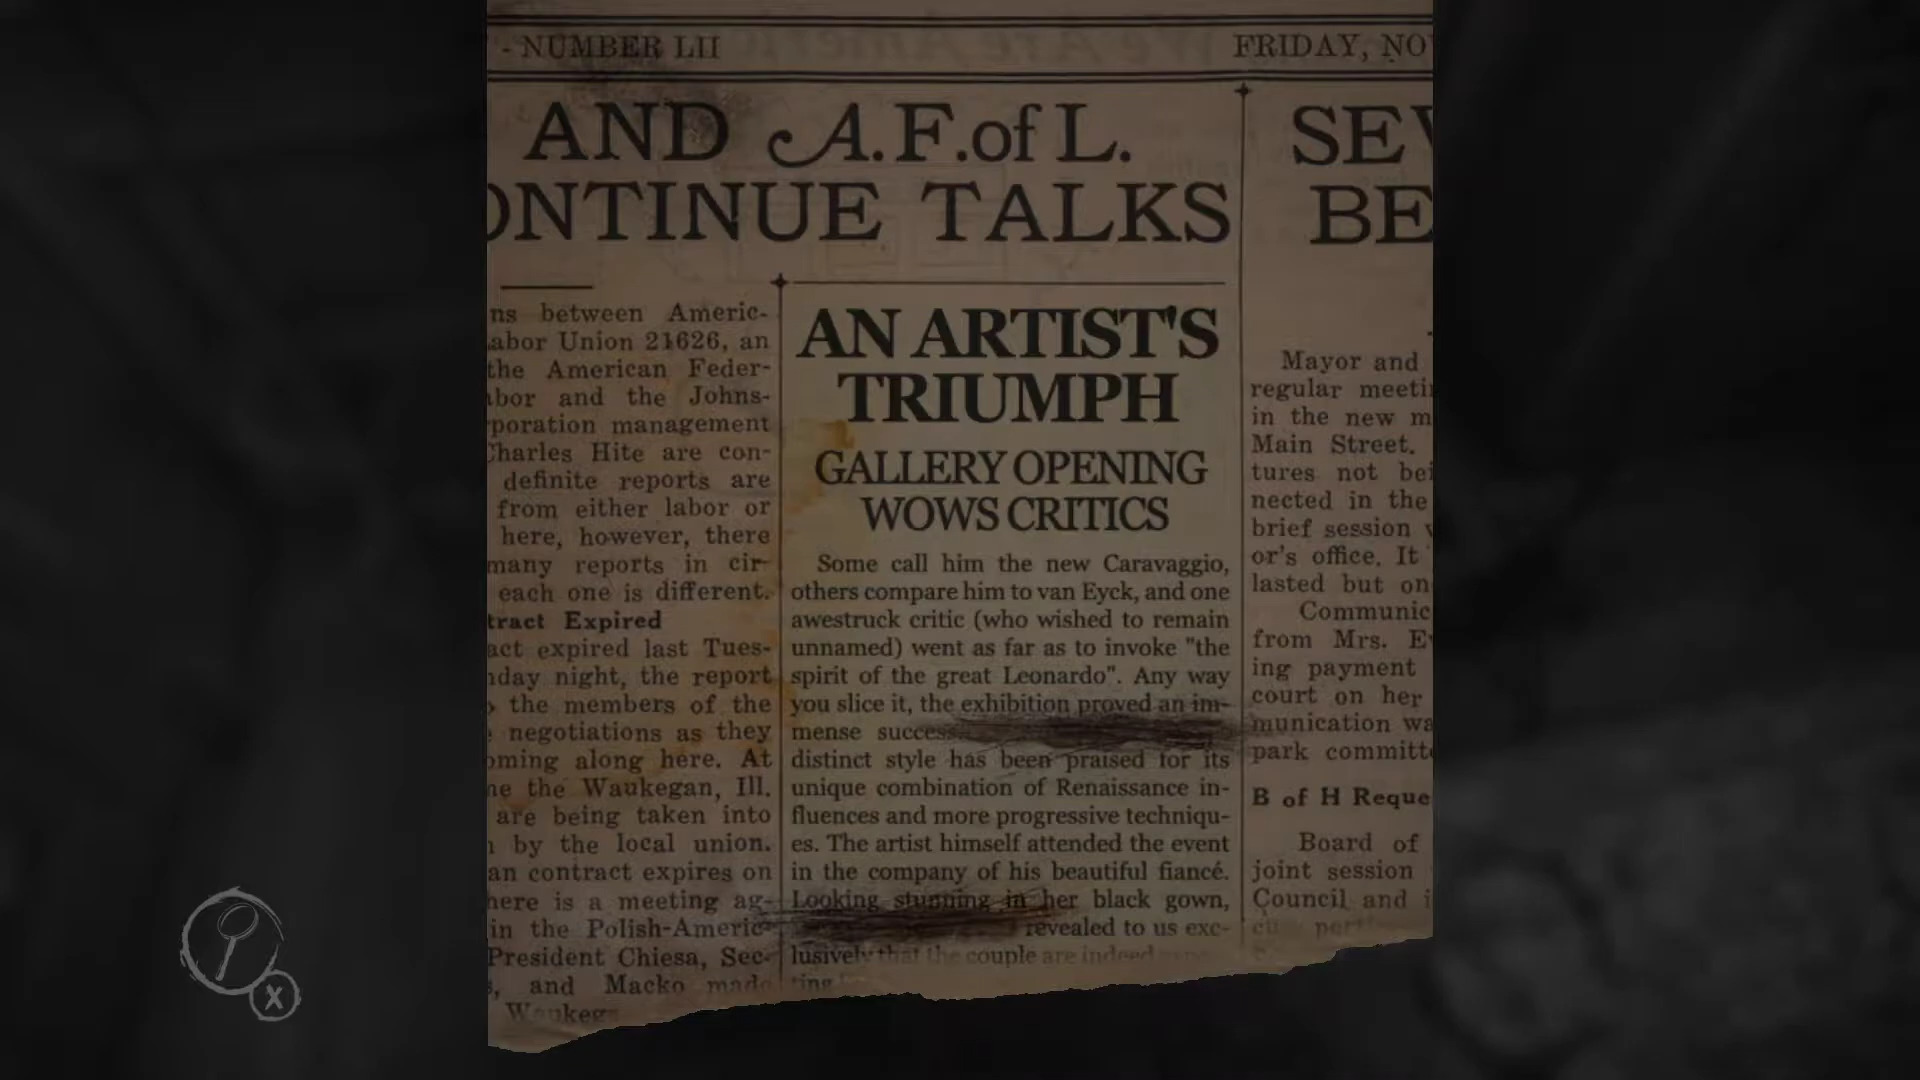 - NUMBER LII
FRIDAY, NO
AND A.F.of L.
ONTINUE TALKS
ns between Americ-
abor Union 21626, an
the American Feder-
bor and the Johns-
poration management
Charles Hite are con-
definite reports are
from either labor or
here, however, there
many reports in cir-
each one is different.
tract Expired
act expired last Tues-
day night, the report
the members of the
negotiations as they
oming along here. At
he the Waukegan, Ill.
are being taken into
by the local union.
an contract expires on
here is a meeting ag-
in the Polish-Americ-
President Chiesa, Sec-
s, and Macko made
Waukeg
AN ARTIST'S
TRIUMPH
GALLERY OPENING
WOWS CRITICS
Some call him the new Caravaggio,
others compare him to van Eyck, and one
awestruck critic (who wished to remain
unnamed) went as far as to invoke "the
spirit of the great Leonardo". Any way
you slice it, the exhibition proved an im-
mense success
distinct style has been praised for its
unique combination of Renaissance in-
fluences and more progressive techniqu-
es. The artist himself attended the event
in the company of his beautiful fiancé.
Looking stunning in her black gown,
revealed to us exc-
lusively that the couple are indeed
ting
SEV
BE
Mayor and
regular meeti
in the new m
Main Street.
tures not bei
nected in the
brief session
or's office. It
lasted but on
Communic
from Mrs. E
ing payment
court on her
munication wa
park committ
B of H Reque
Board of
joint session
Council and i
X